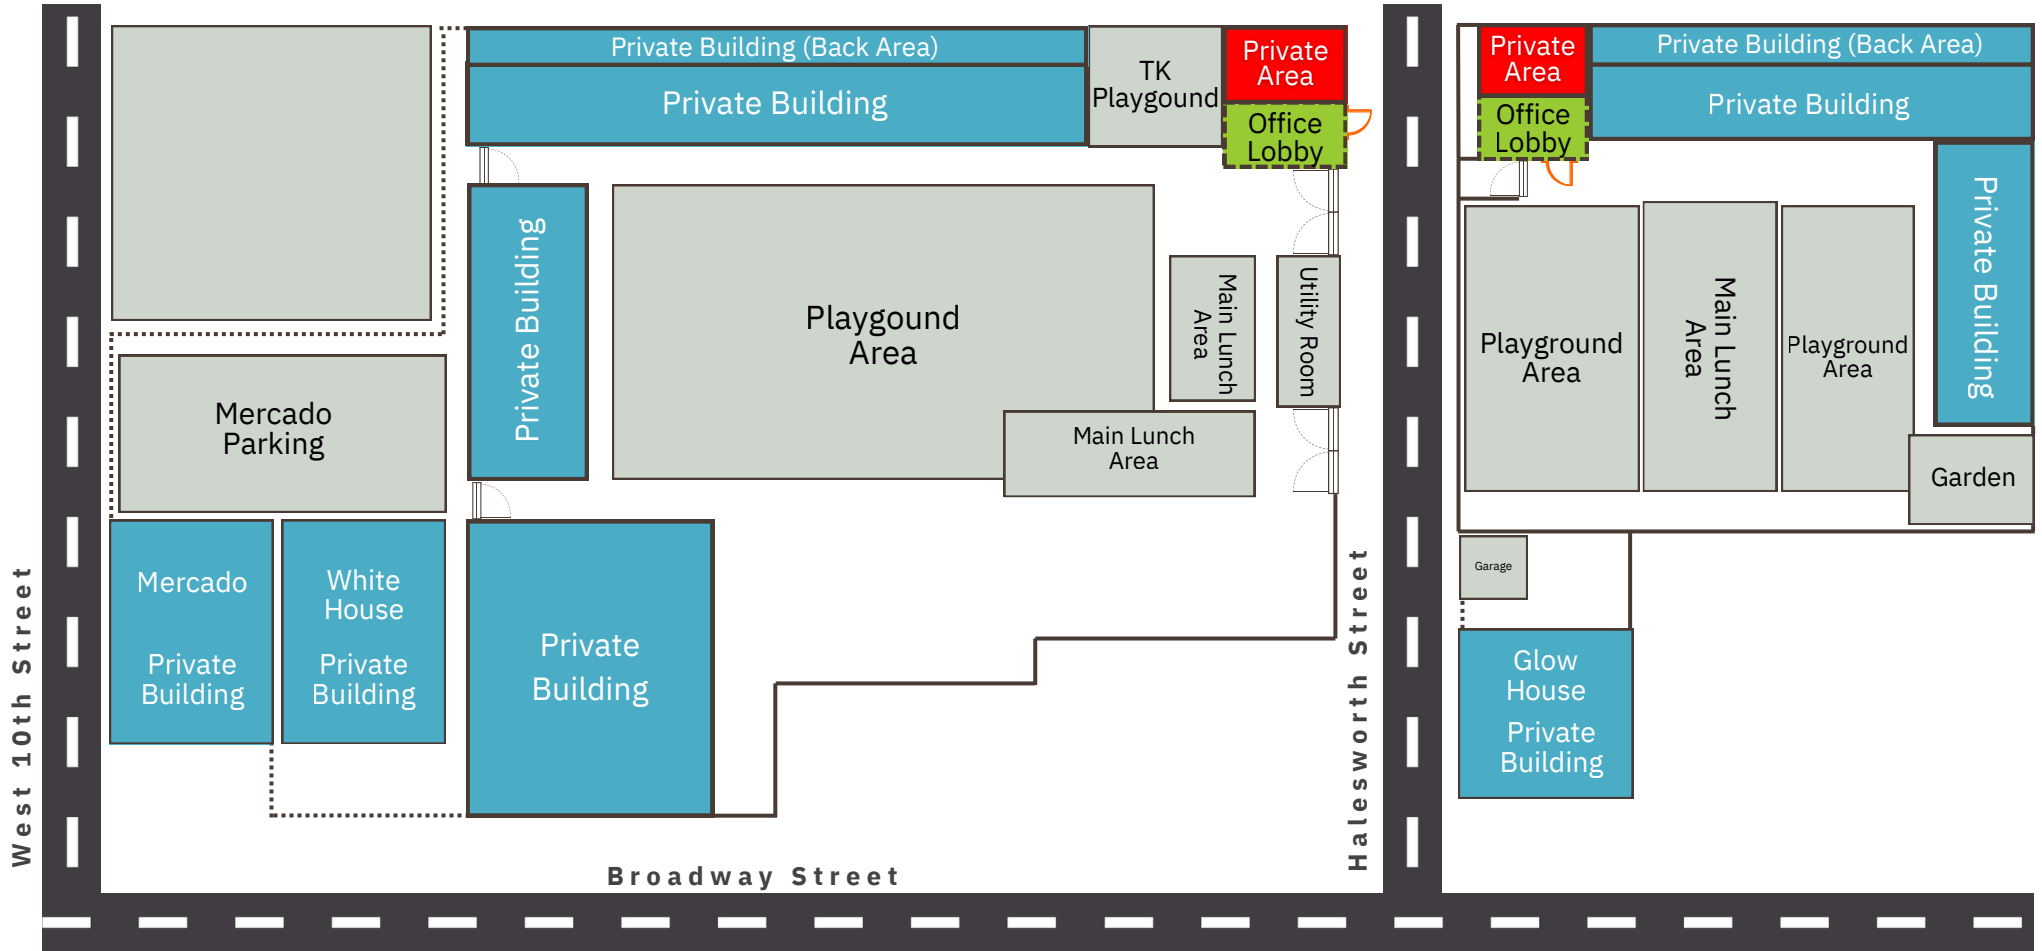 Private Building (Back Area)
Private Building
TK
Playgound
Private
Area
Office
Lobby
Private Building
Playgound
Area
Main Lunch
Area
Utility Room
Main Lunch
Area
Mercado
Parking
Mercado
Private
Building
White
House
Private
Building
Private
Building
West 10th Street
Broadway Street
Halesworth Street
Private
Area
Office
Lobby
Private Building (Back Area)
Private Building
Private Building
Playground
Area
Main Lunch
Area
Playground
Area
Garden
Garage
Glow
House
Private
Building